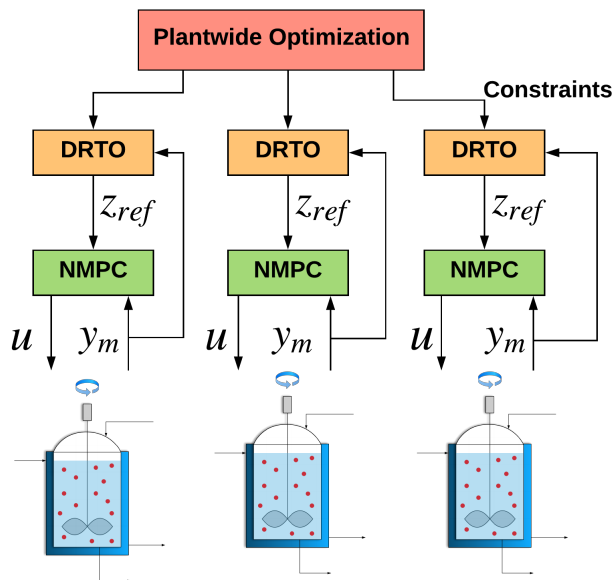 Plantwide Optimization
Constraints
DRTO DRTO DRTO
z_ref z_ref z_ref
NMPC NMPC NMPC
u y_m u y_m u y_m